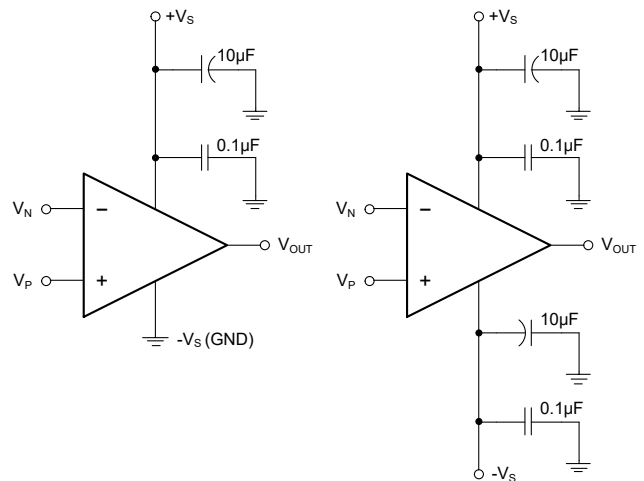 +VS
10µF
0.1µF
VN
−
VOUT
VP
+
-VS (GND)
+VS
10µF
0.1µF
VN
−
VOUT
VP
+
10µF
0.1µF
-VS